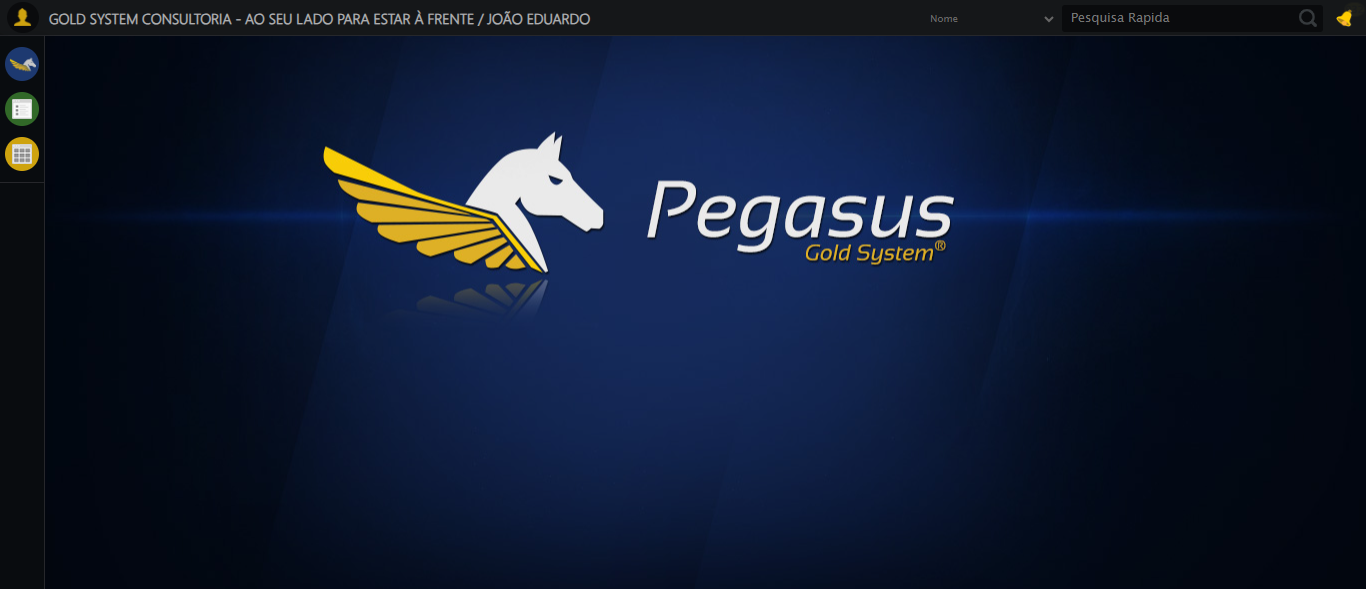 GOLD SYSTEM CONSULTORIA - AO SEU LADO PARA ESTAR À FRENTE / JOÃO EDUARDO
Nome
Pesquisa Rapida
Pegasus
Gold System®